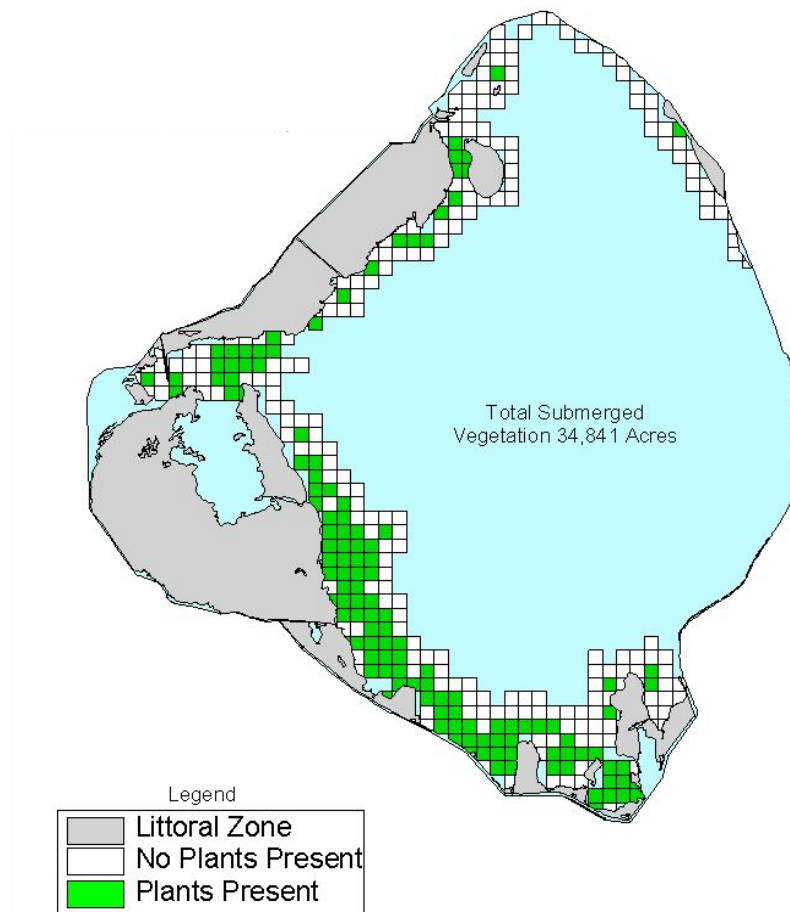 Total Submerged
Vegetation 34,841 Acres
Legend
Littoral Zone
No Plants Present
Plants Present